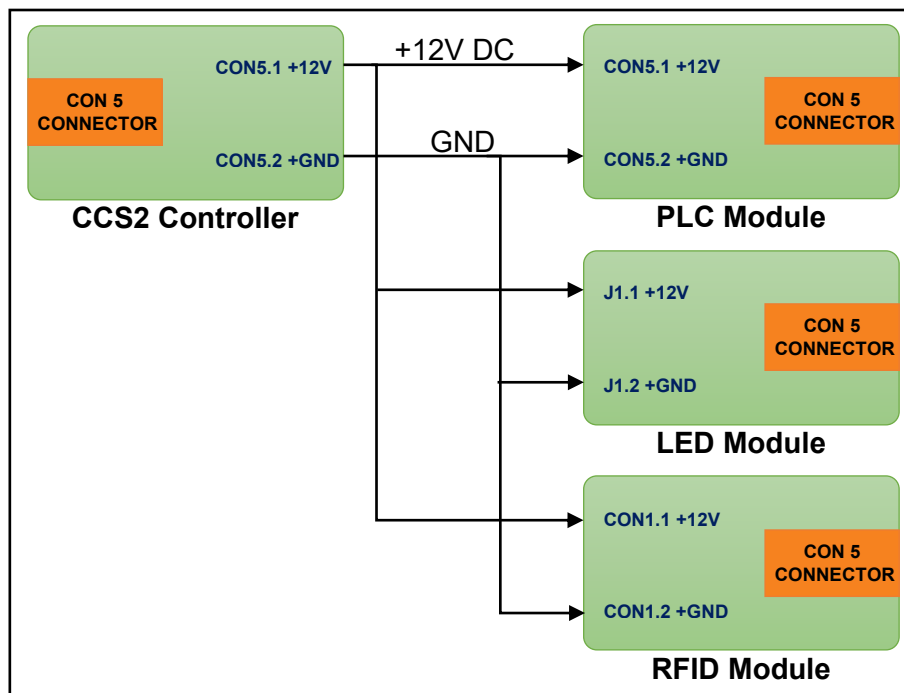 CON5.1 +12V
CON 5
CONNECTOR
CON5.2 +GND
CCS2 Controller
+12V DC
GND
CON5.1 +12V
CON 5
CONNECTOR
CON5.2 +GND
PLC Module
J1.1 +12V
CON 5
CONNECTOR
J1.2 +GND
LED Module
CON1.1 +12V
CON 5
CONNECTOR
CON1.2 +GND
RFID Module